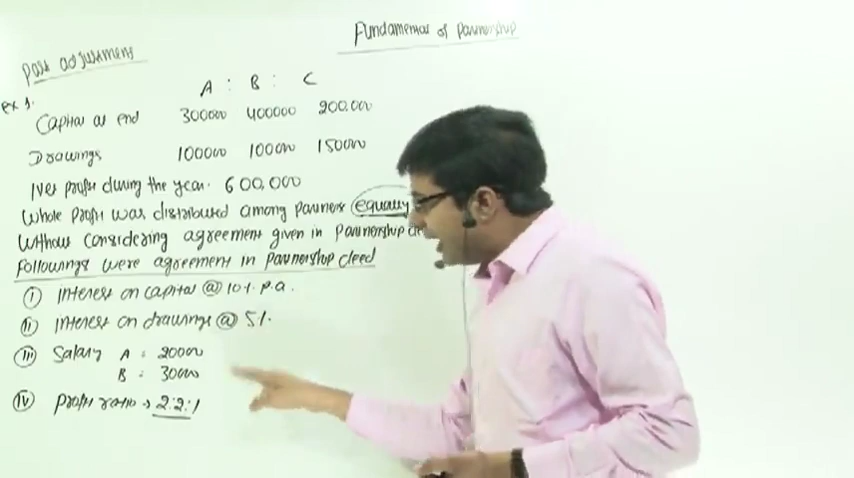 Fundamental of Partnership
Past adjustment
A : B : C
ex 1.
Capital at end 300000 400000 200,000
Drawings 100000 100000 150000
Net profit during the year. 600,000
Whole profit was distributed among partners equally
Without considering agreement given in partnership
Followings were agreement in partnership deed
(i) Interest on capital @ 10% p.a.
(ii) Interest on drawings @ 5%.
(iii) Salary A = 20000
B = 30000
(iv) Profit ratio → 2:2:1